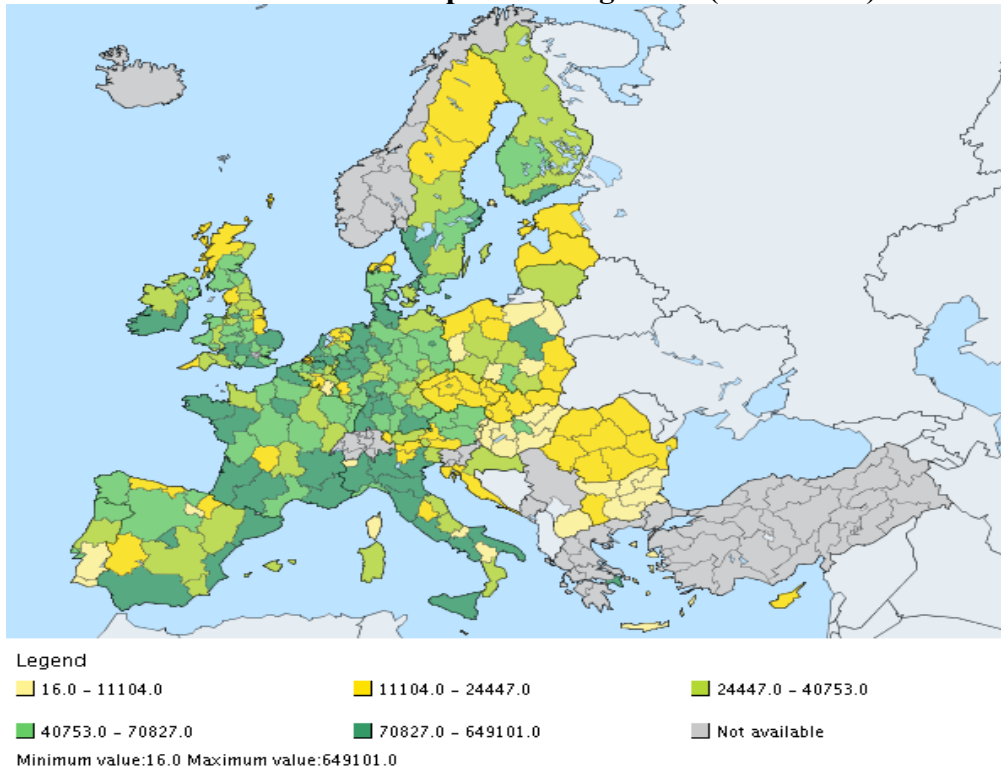 Legend
16.0 - 11104.0 11104.0 - 24447.0 24447.0 - 40753.0
40753.0 - 70827.0 70827.0 - 649101.0 Not available
Minimum value:16.0 Maximum value:649101.0